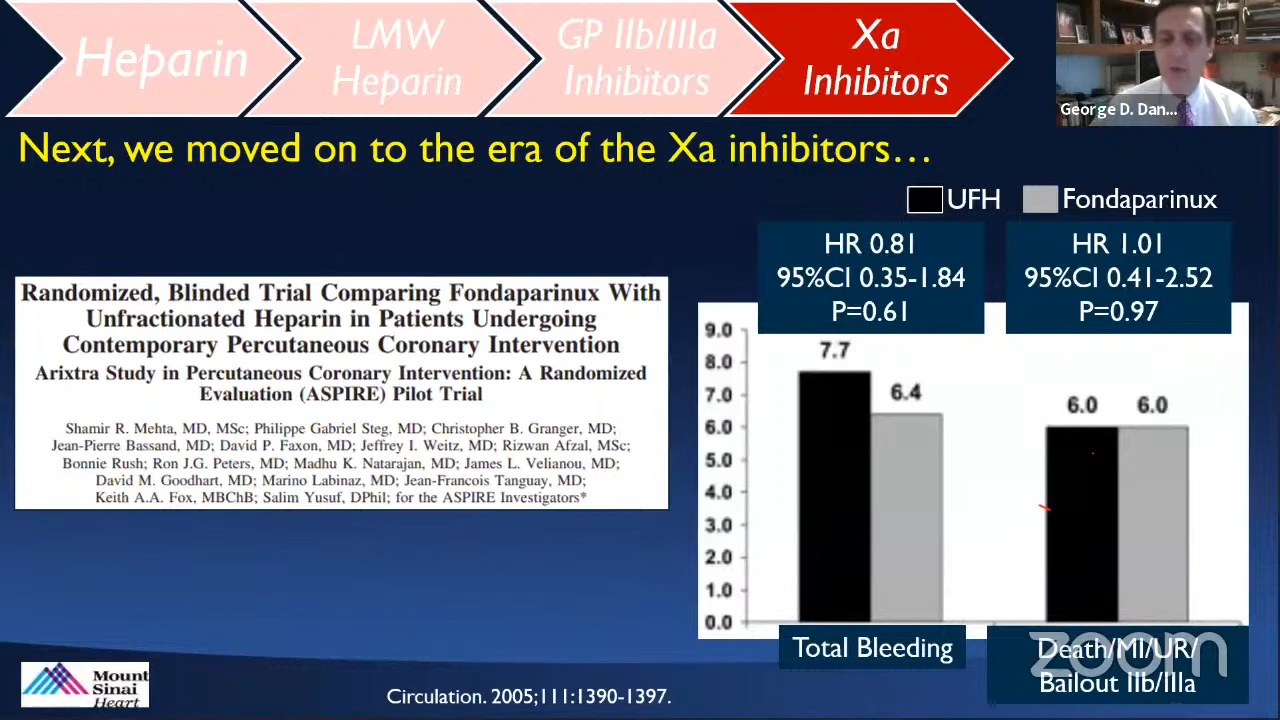 Heparin
LMW
Heparin
GP IIb/IIIa
Inhibitors
Xa
Inhibitors
George D. Dan...
Next, we moved on to the era of the Xa inhibitors…
UFH
Fondaparinux
HR 0.81
95%CI 0.35-1.84
P=0.61
HR 1.01
95%CI 0.41-2.52
P=0.97
Randomized, Blinded Trial Comparing Fondaparinux With
Unfractionated Heparin in Patients Undergoing
Contemporary Percutaneous Coronary Intervention
Arixtra Study in Percutaneous Coronary Intervention: A Randomized
Evaluation (ASPIRE) Pilot Trial
Shamir R. Mehta, MD, MSc; Philippe Gabriel Steg, MD; Christopher B. Granger, MD;
Jean-Pierre Bassand, MD; David P. Faxon, MD; Jeffrey I. Weitz, MD; Rizwan Afzal, MSc;
Bonnie Rush; Ron J.G. Peters, MD; Madhu K. Natarajan, MD; James L. Velianou, MD;
David M. Goodhart, MD; Marino Labinaz, MD; Jean-Francois Tanguay, MD;
Keith A.A. Fox, MBChB; Salim Yusuf, DPhil; for the ASPIRE Investigators*
9.0
8.0
7.0
6.0
5.0
4.0
3.0
2.0
1.0
0.0
7.7
6.4
6.0
6.0
Total Bleeding
Death/MI/UR/
Bailout IIb/IIIa
zoom
Mount
Sinai
Heart
Circulation. 2005;111:1390-1397.